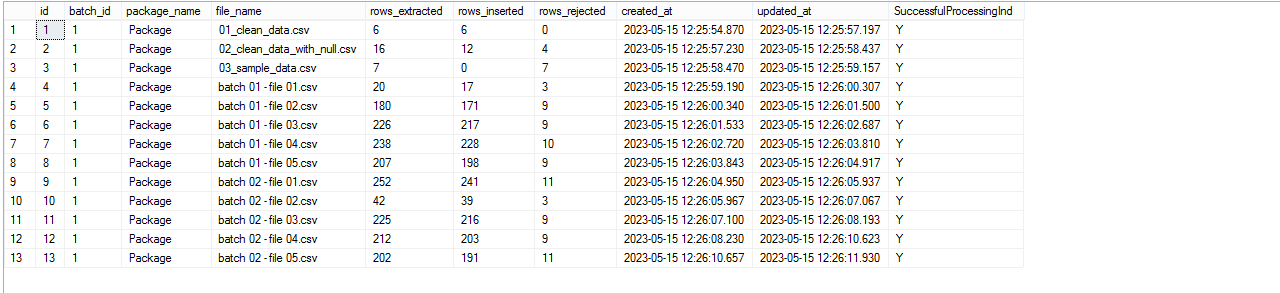 id batch_id package_name file_name rows_extracted rows_inserted rows_rejected created_at updated_at SuccessfulProcessingInd
1 1 1 Package 01_clean_data.csv 6 6 0 2023-05-15 12:25:54.870 2023-05-15 12:25:57.197 Y
2 2 1 Package 02_clean_data_with_null.csv 16 12 4 2023-05-15 12:25:57.230 2023-05-15 12:25:58.437 Y
3 3 1 Package 03_sample_data.csv 7 0 7 2023-05-15 12:25:58.470 2023-05-15 12:25:59.157 Y
4 4 1 Package batch 01 - file 01.csv 20 17 3 2023-05-15 12:25:59.190 2023-05-15 12:26:00.307 Y
5 5 1 Package batch 01 - file 02.csv 180 171 9 2023-05-15 12:26:00.340 2023-05-15 12:26:01.500 Y
6 6 1 Package batch 01 - file 03.csv 226 217 9 2023-05-15 12:26:01.533 2023-05-15 12:26:02.687 Y
7 7 1 Package batch 01 - file 04.csv 238 228 10 2023-05-15 12:26:02.720 2023-05-15 12:26:03.810 Y
8 8 1 Package batch 01 - file 05.csv 207 198 9 2023-05-15 12:26:03.843 2023-05-15 12:26:04.917 Y
9 9 1 Package batch 02 - file 01.csv 252 241 11 2023-05-15 12:26:04.950 2023-05-15 12:26:05.937 Y
10 10 1 Package batch 02 - file 02.csv 42 39 3 2023-05-15 12:26:05.967 2023-05-15 12:26:07.067 Y
11 11 1 Package batch 02 - file 03.csv 225 216 9 2023-05-15 12:26:07.100 2023-05-15 12:26:08.193 Y
12 12 1 Package batch 02 - file 04.csv 212 203 9 2023-05-15 12:26:08.230 2023-05-15 12:26:10.623 Y
13 13 1 Package batch 02 - file 05.csv 202 191 11 2023-05-15 12:26:10.657 2023-05-15 12:26:11.930 Y